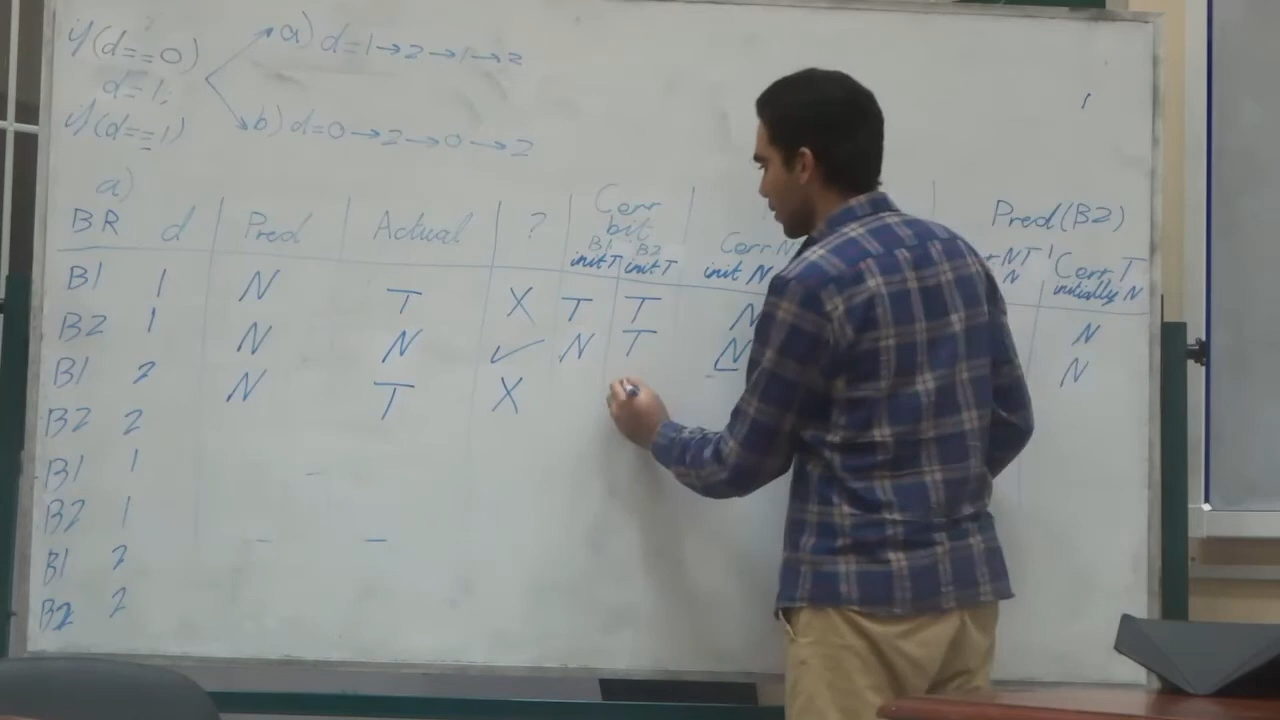 if(d==0)
d=1;
if(d==1)
a) d=1→2→1→2
b) d=0→2→0→2
a)
BR d Pred Actual ? Corr bit Pred(B2)
B1 init T B2 init T Corr N init N NT N Corr T initially N
B1 1 N T X T T N N
B2 1 N N ✓ N T N N
B1 2 N T X
B2 2
B1 1
B2 1
B1 2
B2 2